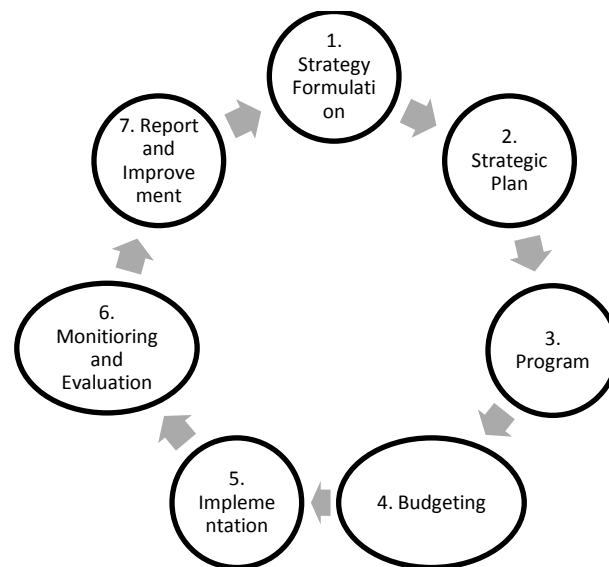 1.
Strategy
Formulati
on
2.
Strategic
Plan
3.
Program
4. Budgeting
5.
Impleme
ntation
6.
Monitoring
and
Evaluation
7. Report
and
Improve
ment